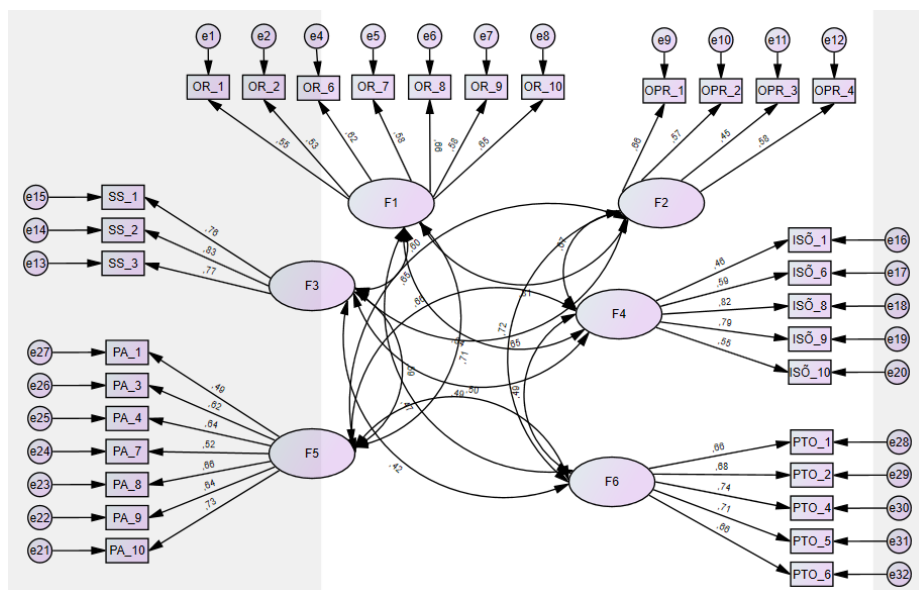 e1 e2 e4 e5 e6 e7 e8
OR_1 OR_2 OR_6 OR_7 OR_8 OR_9 OR_10
e9 e10 e11 e12
OPR_1 OPR_2 OPR_3 OPR_4
,55 ,53 ,62 ,58 ,66 ,58 ,65
,66 ,57 ,45 ,58
F1
F2
e15 SS_1
e14 SS_2
e13 SS_3
,76
,83
,77
F3
ISÕ_1 e16
ISÕ_6 e17
ISÕ_8 e18
ISÕ_9 e19
ISÕ_10 e20
,46
,59
,82
,79
,55
F4
,60
,65
,72
,71
,65
,50
,49
,49
,42
e27 PA_1
e26 PA_3
e25 PA_4
e24 PA_7
e23 PA_8
e22 PA_9
e21 PA_10
,49
,62
,64
,52
,66
,64
,73
F5
F6
,66
,68
,74
,71
,66
PTO_1 e28
PTO_2 e29
PTO_4 e30
PTO_5 e31
PTO_6 e32